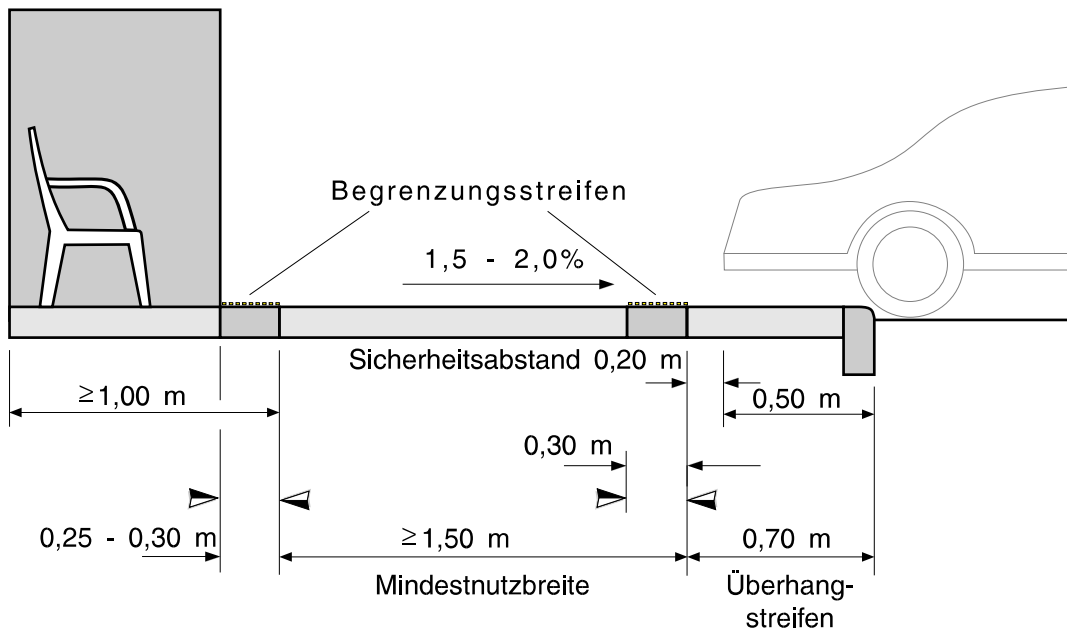 Begrenzungsstreifen
1,5 - 2,0%
Sicherheitsabstand 0,20 m
≥1,00 m
0,50 m
0,30 m
0,25 - 0,30 m
≥1,50 m
0,70 m
Mindestnutzbreite
Überhang-
streifen